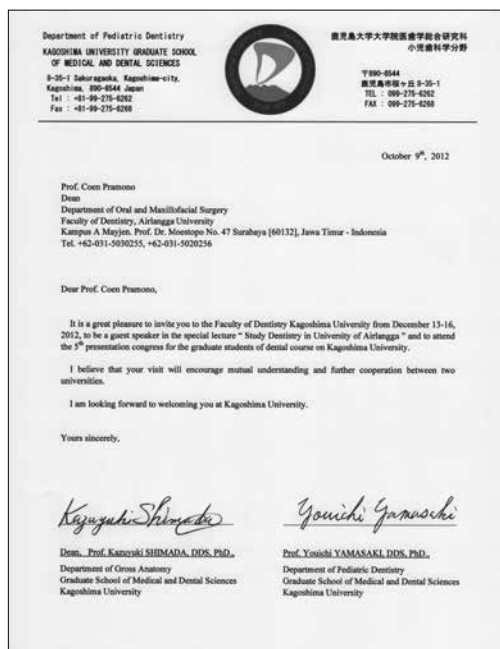 Department of Pediatric Dentistry
KAGOSHIMA UNIVERSITY GRADUATE SCHOOL
OF MEDICAL AND DENTAL SCIENCES
8-35-1 Sakuragaoka, Kagoshima-city,
Kagoshima, 890-8544 Japan
Tel : +81-99-275-6262
Fax : +81-99-275-6268
鹿児島大学大学院医歯学総合研究科
小児歯科学分野
〒890-8544
鹿児島市桜ヶ丘 8-35-1
TEL : 099-275-6262
FAX : 099-275-6268
October 9th, 2012
Prof. Coen Pramono
Dean
Department of Oral and Maxillofacial Surgery
Faculty of Dentistry, Airlangga University
Kampus A Mayjen. Prof. Dr. Moestopo No. 47 Surabaya [60132], Jawa Timur - Indonesia
Tel. +62-031-5030255, +62-031-5020256
Dear Prof. Coen Pramono,
It is a great pleasure to invite you to the Faculty of Dentistry Kagoshima University from December 13-16,
2012, to be a guest speaker in the special lecture “ Study Dentistry in University of Airlangga ” and to attend
the 5th presentation congress for the graduate students of dental course on Kagoshima University.
I believe that your visit will encourage mutual understanding and further cooperation between two
universities.
I am looking forward to welcoming you at Kagoshima University.
Yours sincerely,
Kazuyuki Shimada
Youichi Yamasaki
Dean, Prof. Kazuyuki SHIMADA, DDS, PhD.,
Department of Gross Anatomy
Graduate School of Medical and Dental Sciences
Kagoshima University
Prof. Youichi YAMASAKI, DDS, PhD.,
Department of Pediatric Dentistry
Graduate School of Medical and Dental Sciences
Kagoshima University